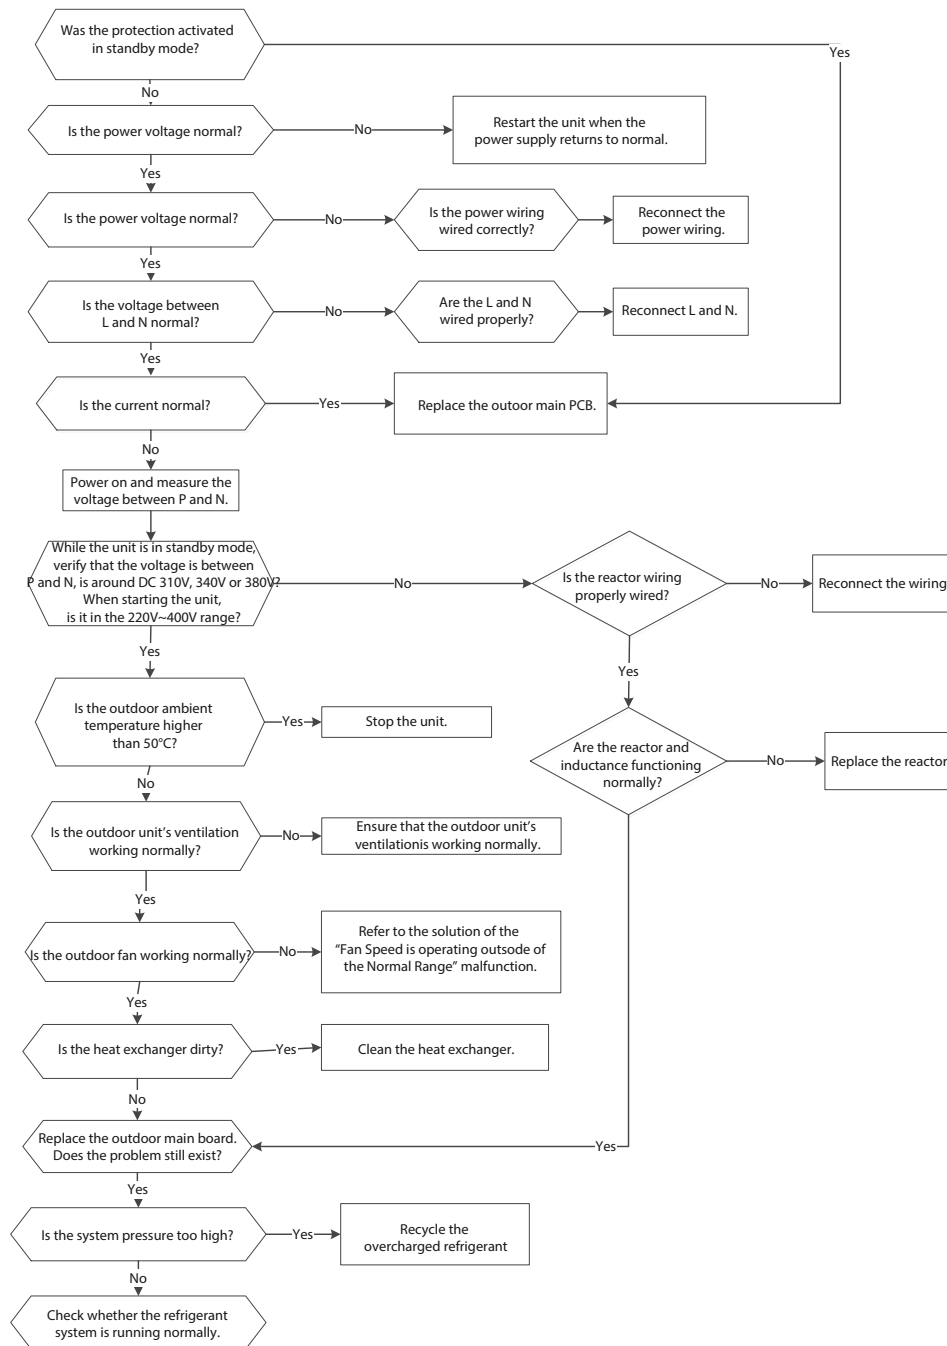 Was the protection activated
in standby mode?
Yes
No
Is the power voltage normal?
No
Restart the unit when the
power supply returns to normal.
Yes
Is the power voltage normal?
No
Is the power wiring
wired correctly?
Reconnect the
power wiring.
Yes
Is the voltage between
L and N normal?
No
Are the L and N
wired properly?
Reconnect L and N.
Yes
Is the current normal?
Yes
Replace the outoor main PCB.
No
Power on and measure the
voltage between P and N.
While the unit is in standby mode,
verify that the voltage is between
P and N, is around DC 310V, 340V or 380V?
When starting the unit,
is it in the 220V~400V range?
No
Is the reactor wiring
properly wired?
No
Reconnect the wiring
Yes
Yes
Is the outdoor ambient
temperature higher
than 50°C?
Yes
Stop the unit.
Are the reactor and
inductance functioning
normally?
No
Replace the reactor
No
Is the outdoor unit's ventilation
working normally?
No
Ensure that the outdoor unit's
ventilationis working normally.
Yes
Is the outdoor fan working normally?
No
Refer to the solution of the
“Fan Speed is operating outsode of
the Normal Range” malfunction.
Yes
Is the heat exchanger dirty?
Yes
Clean the heat exchanger.
No
Replace the outdoor main board.
Does the problem still exist?
Yes
Yes
Is the system pressure too high?
Yes
Recycle the
overcharged refrigerant
No
Check whether the refrigerant
system is running normally.